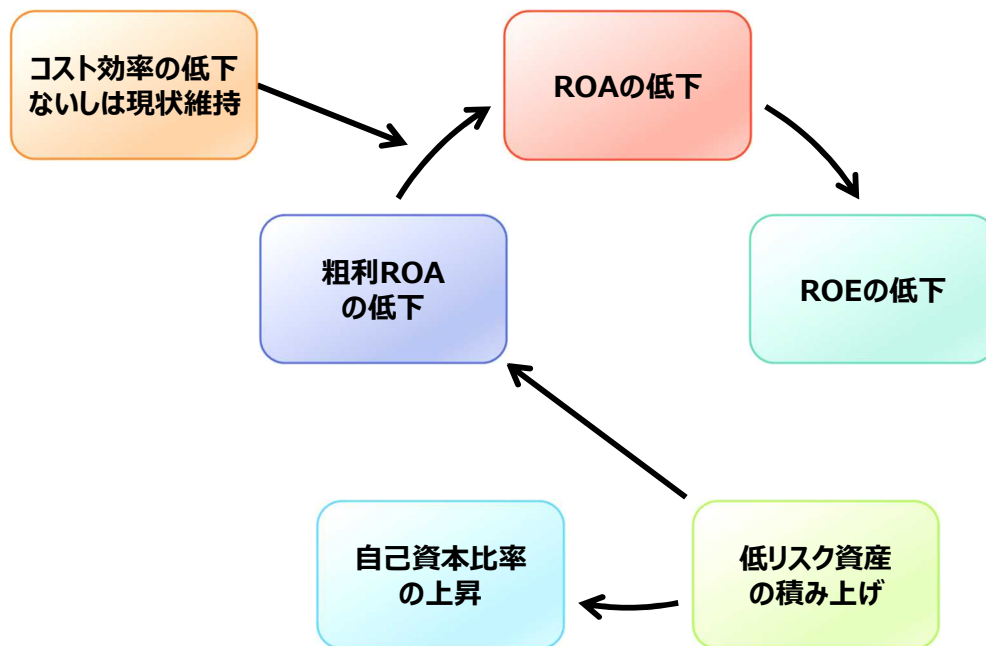 コスト効率の低下
ないしは現状維持
ROAの低下
粗利ROA
の低下
ROEの低下
自己資本比率
の上昇
低リスク資産
の積み上げ